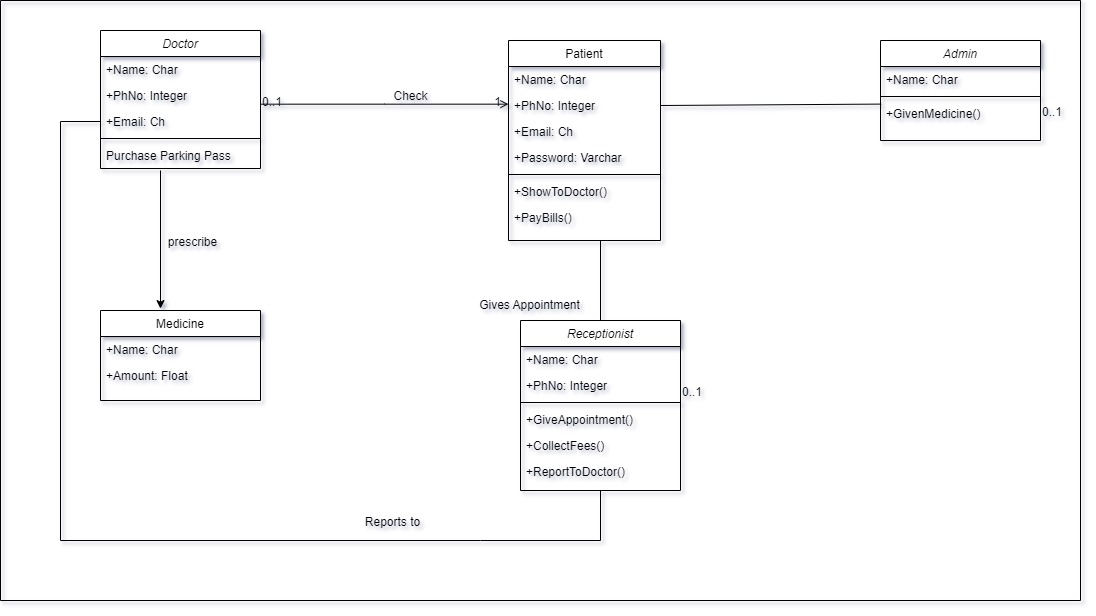 Doctor
+Name: Char
+PhNo: Integer
+Email: Ch
Purchase Parking Pass
0..1
Check
1
Patient
+Name: Char
+PhNo: Integer
+Email: Ch
+Password: Varchar
+ShowToDoctor()
+PayBills()
Admin
+Name: Char
+GivenMedicine()
0..1
prescribe
Medicine
+Name: Char
+Amount: Float
Gives Appointment
Receptionist
+Name: Char
+PhNo: Integer
0..1
+GiveAppointment()
+CollectFees()
+ReportToDoctor()
Reports to